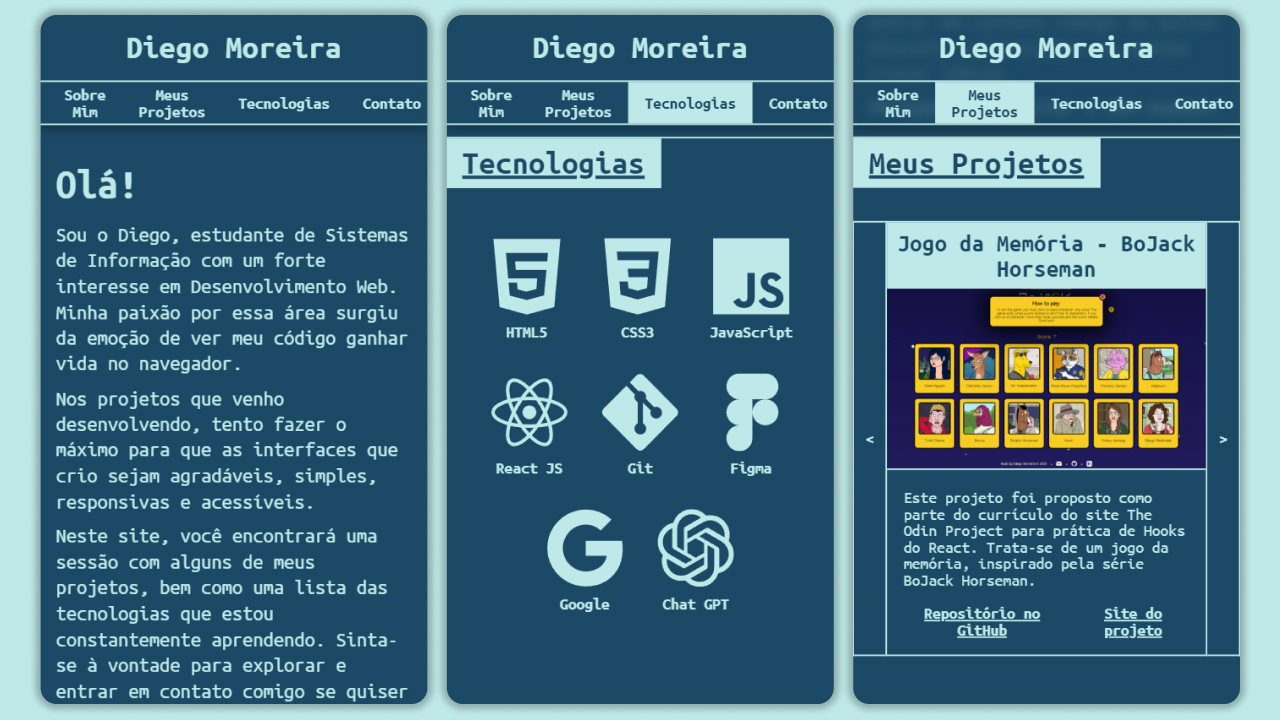 Diego Moreira
Sobre
Mim
Meus
Projetos
Tecnologias
Contato
Olá!
Sou o Diego, estudante de Sistemas
de Informação com um forte
interesse em Desenvolvimento Web.
Minha paixão por essa área surgiu
da emoção de ver meu código ganhar
vida no navegador.
Nos projetos que venho
desenvolvendo, tento fazer o
máximo para que as interfaces que
crio sejam agradáveis, simples,
responsivas e acessíveis.
Neste site, você encontrará uma
sessão com alguns de meus
projetos, bem como uma lista das
tecnologias que estou
constantemente aprendendo. Sinta-
se à vontade para explorar e
entrar em contato comigo se quiser
Diego Moreira
Sobre
Mim
Meus
Projetos
Tecnologias
Contato
Tecnologias
JS
HTML5
CSS3
JavaScript
React JS
Git
Figma
Google
Chat GPT
Diego Moreira
Sobre
Mim
Meus
Projetos
Tecnologias
Contato
Meus Projetos
Jogo da Memória - BoJack
Horseman
How to play
<
>
Este projeto foi proposto como
parte do currículo do site The
Odin Project para prática de Hooks
do React. Trata-se de um jogo da
memória, inspirado pela série
BoJack Horseman.
Repositório no
GitHub
Site do
projeto